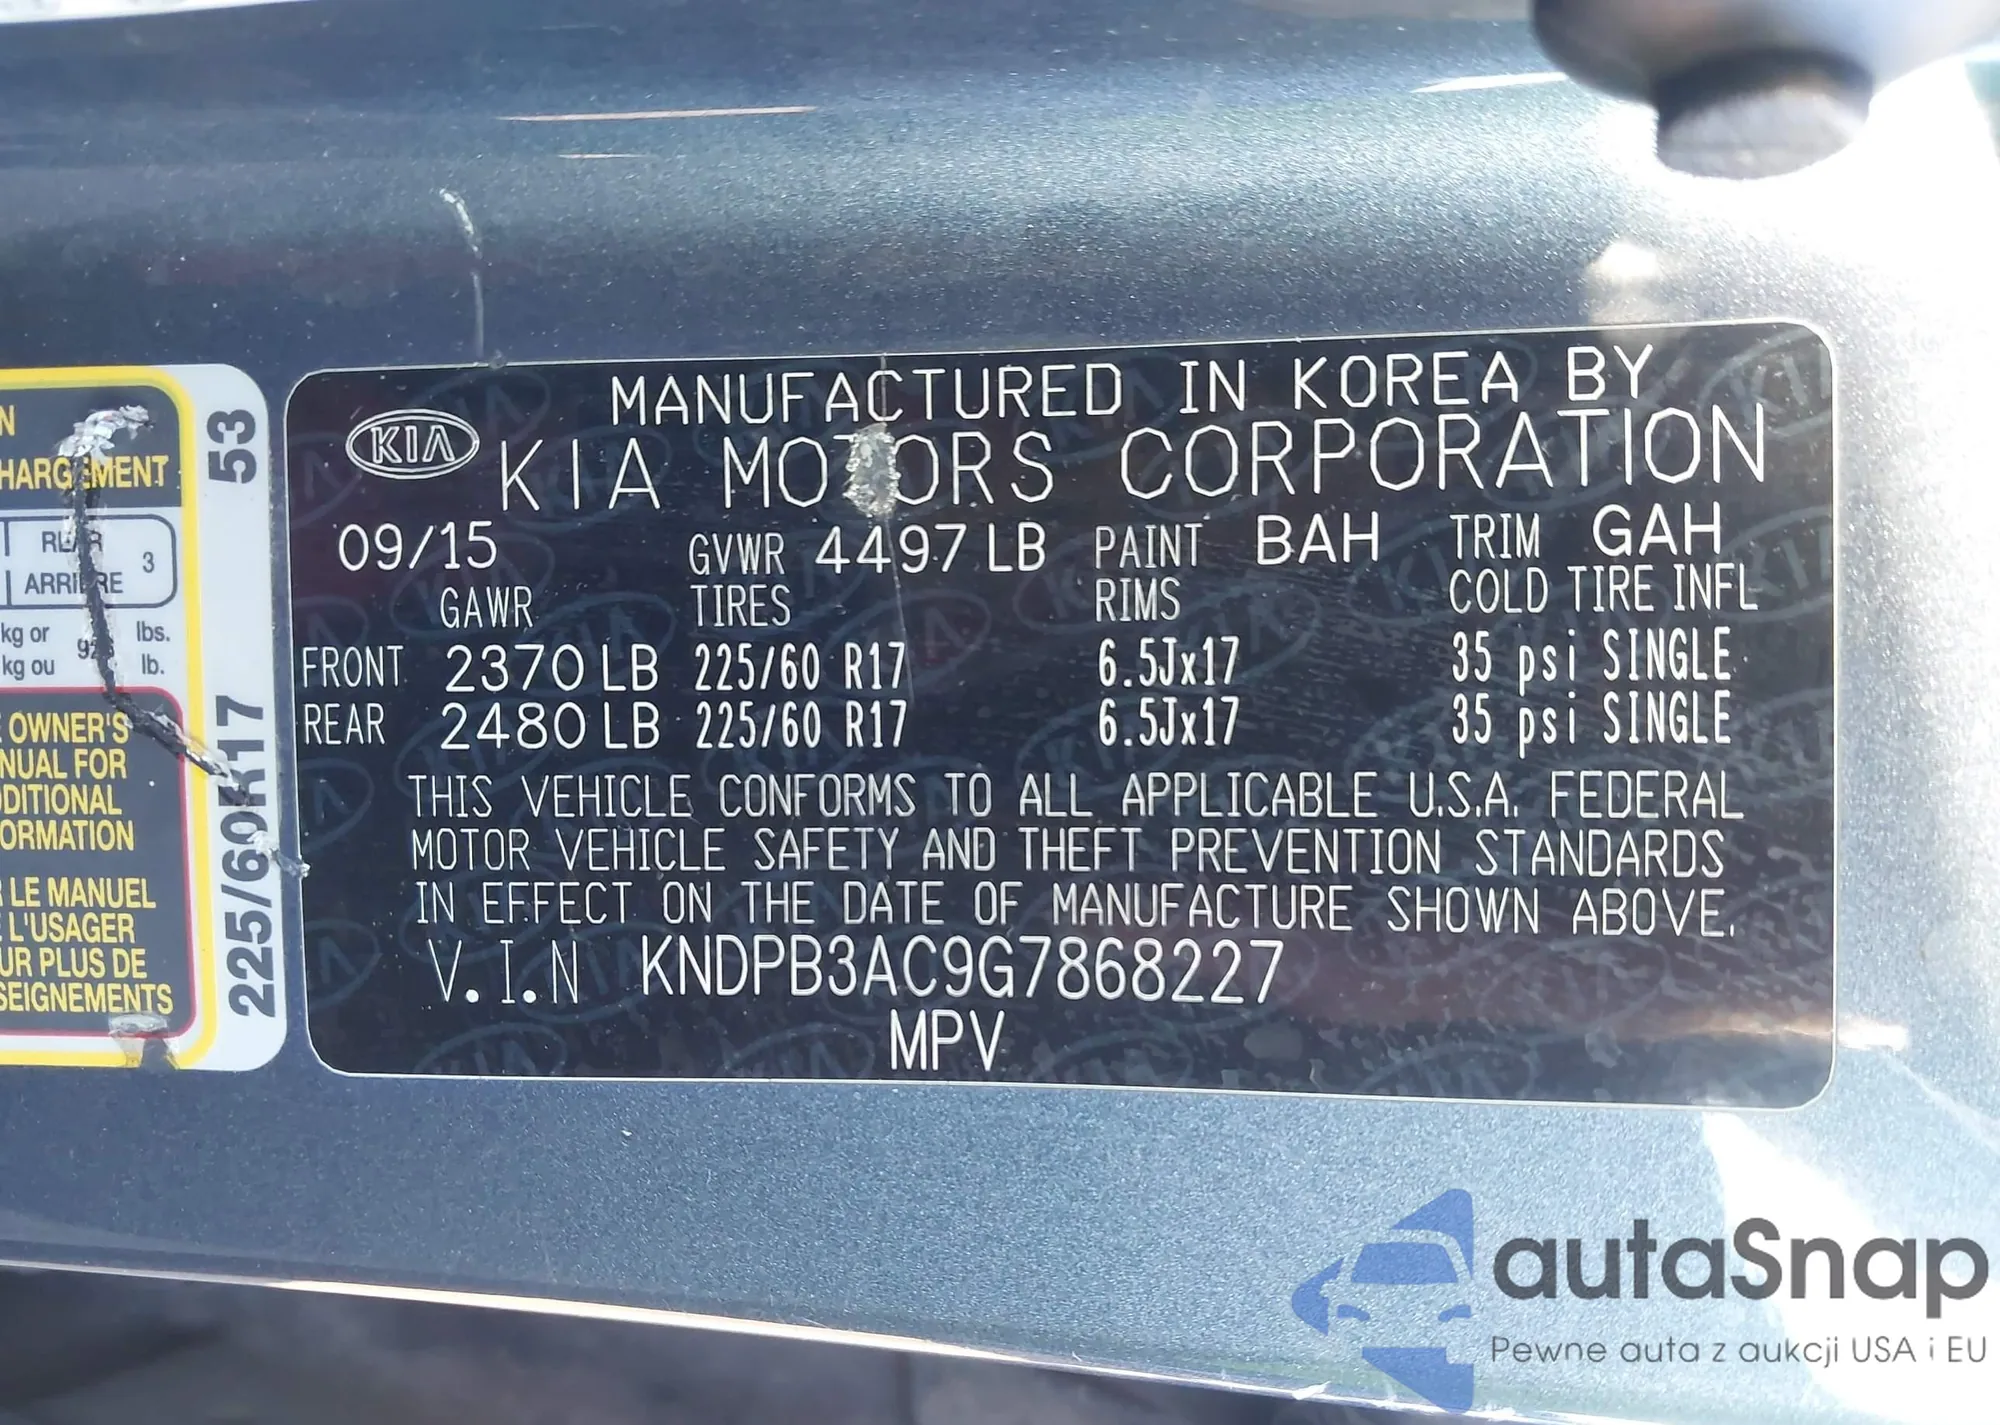 N
HARGEMENT
REAR 3
ARRIÈRE
kg or lbs.
kg ou lb.
OWNER'S
NUAL FOR
DDITIONAL
ORMATION
LE MANUEL
L'USAGER
UR PLUS DE
SEIGNEMENTS
225/60R17 53
KIA
MANUFACTURED IN KOREA BY
KIA MOTORS CORPORATION
09/15 GVWR 4497 LB PAINT BAH TRIM GAH
GAWR TIRES RIMS COLD TIRE INFL
FRONT 2370 LB 225/60 R17 6.5Jx17 35 psi SINGLE
REAR 2480 LB 225/60 R17 6.5Jx17 35 psi SINGLE
THIS VEHICLE CONFORMS TO ALL APPLICABLE U.S.A. FEDERAL
MOTOR VEHICLE SAFETY AND THEFT PREVENTION STANDARDS
IN EFFECT ON THE DATE OF MANUFACTURE SHOWN ABOVE.
V.I.N KNDPB3AC9G7868227
MPV
autaSnap
Pewne auta z aukcji USA i EU